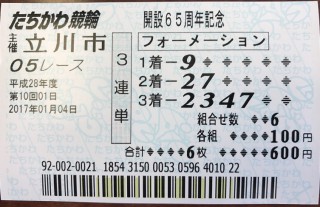 たちかわ競輪 開設65周年記念
主催 立川市
05レース
平成28年度
第10回01日
2017年01月04日
3連単
フォーメーション
1着－9
2着－27
3着－2347
組合せ数 6
各組 100円
合計 6枚 600円
92-002-0021 1854 3150 0053 0596 4010 22